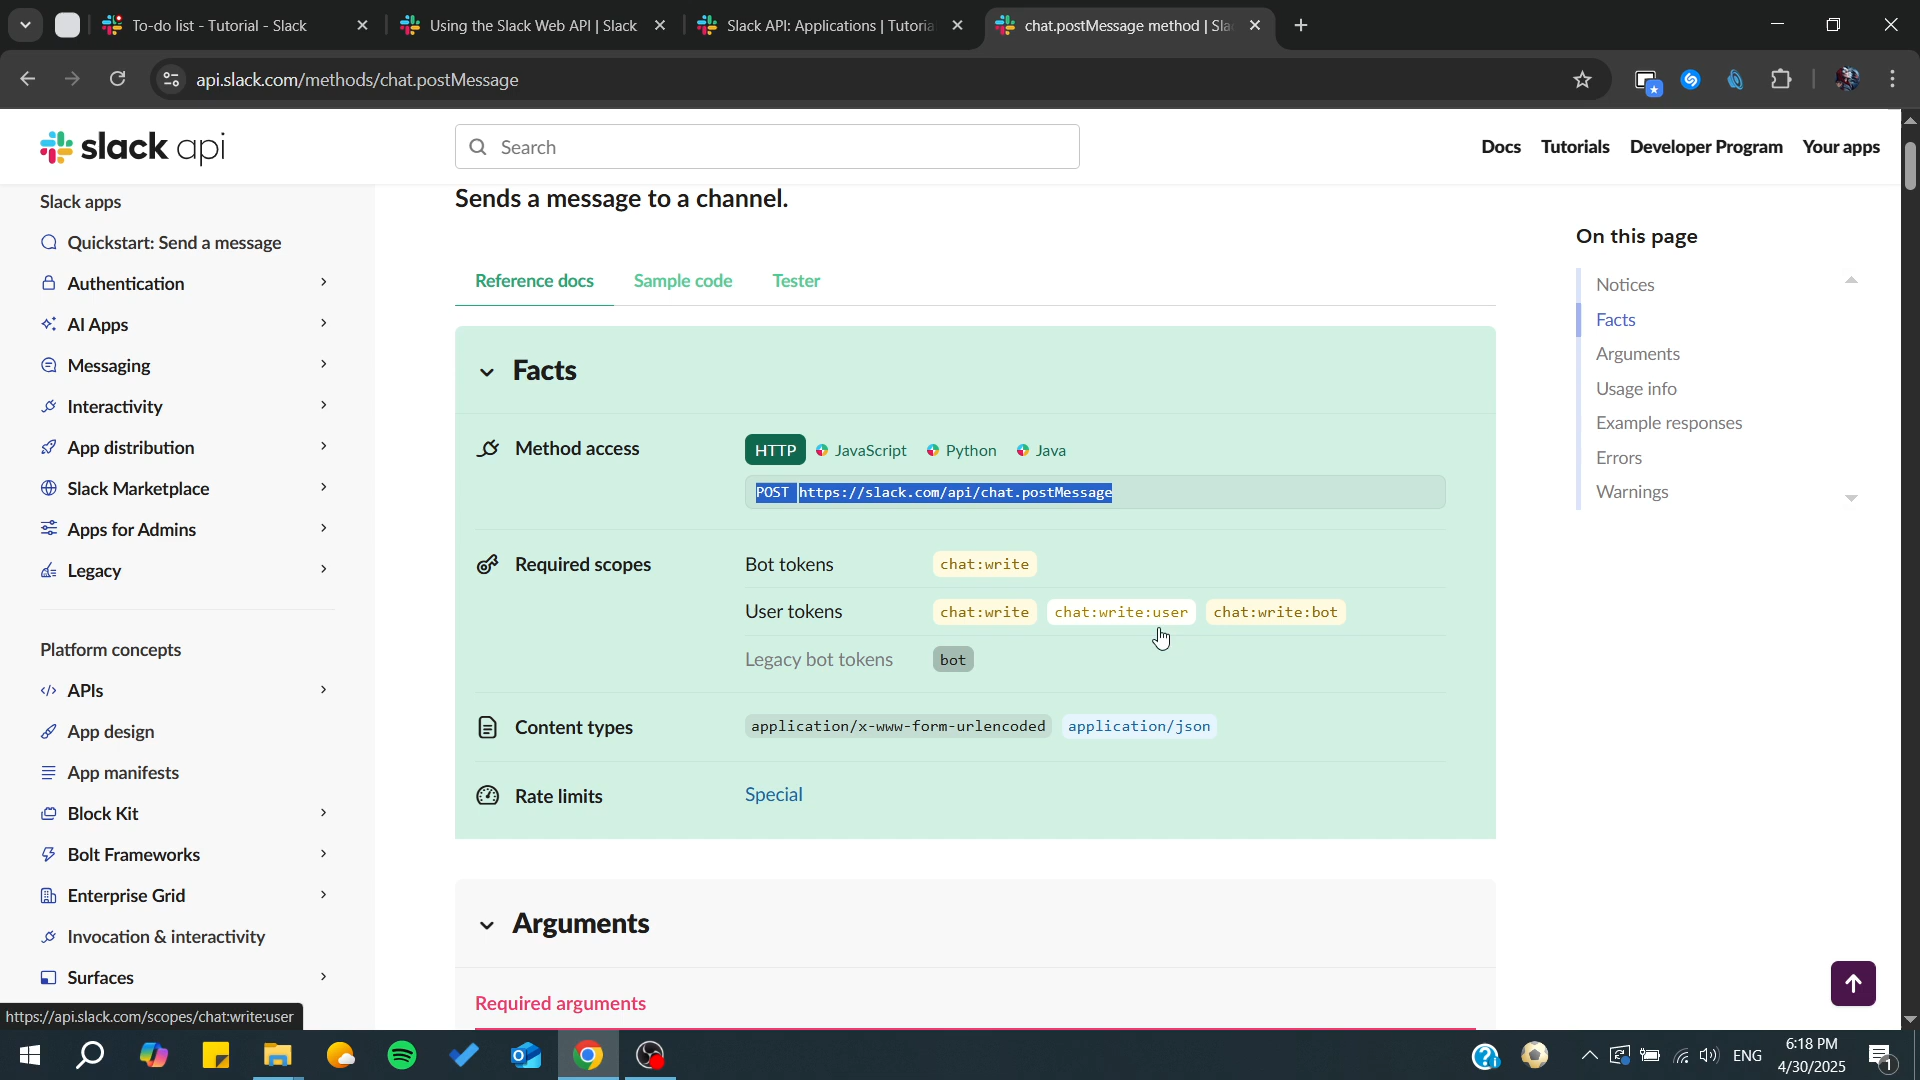 To-do list - Tutorial - Slack
Using the Slack Web API | Slack
Slack API: Applications | Tutoria
chat.postMessage method | Sla
api.slack.com/methods/chat.postMessage
slack api
Search
Docs
Tutorials
Developer Program
Your apps
Slack apps
Quickstart: Send a message
Authentication
AI Apps
Messaging
Interactivity
App distribution
Slack Marketplace
Apps for Admins
Legacy
Platform concepts
APIs
App design
App manifests
Block Kit
Bolt Frameworks
Enterprise Grid
Invocation & interactivity
Surfaces
https://api.slack.com/scopes/chat:write:user
Sends a message to a channel.
Reference docs
Sample code
Tester
Facts
Method access
HTTP
JavaScript
Python
Java
POST https://slack.com/api/chat.postMessage
Required scopes
Bot tokens
chat:write
User tokens
chat:write
chat:write:user
chat:write:bot
Legacy bot tokens
bot
Content types
application/x-www-form-urlencoded
application/json
Rate limits
Special
Arguments
Required arguments
On this page
Notices
Facts
Arguments
Usage info
Example responses
Errors
Warnings
ENG
6:18 PM
4/30/2025
1